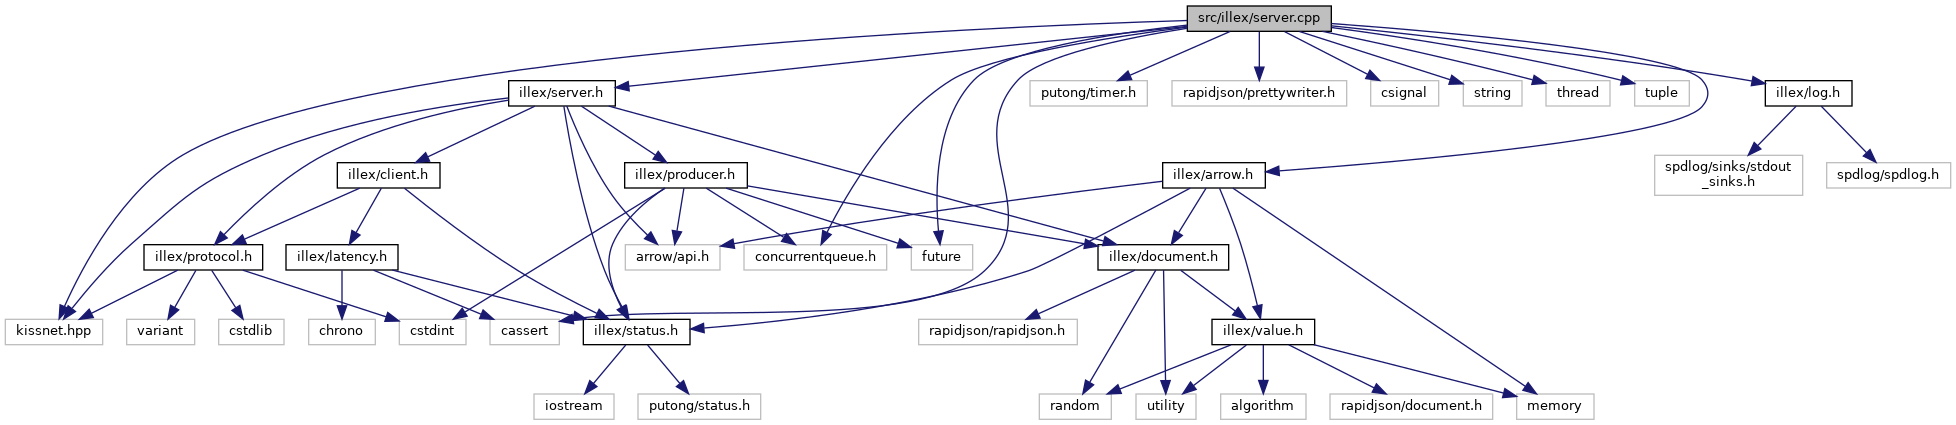 src/illex/server.cpp
illex/server.h
putong/timer.h
rapidjson/prettywriter.h
csignal
string
thread
tuple
illex/log.h
illex/client.h
illex/producer.h
illex/arrow.h
spdlog/sinks/stdout
_sinks.h
spdlog/spdlog.h
illex/protocol.h
illex/latency.h
arrow/api.h
concurrentqueue.h
future
illex/document.h
kissnet.hpp
variant
cstdlib
chrono
cstdint
cassert
illex/status.h
rapidjson/rapidjson.h
illex/value.h
iostream
putong/status.h
random
utility
algorithm
rapidjson/document.h
memory